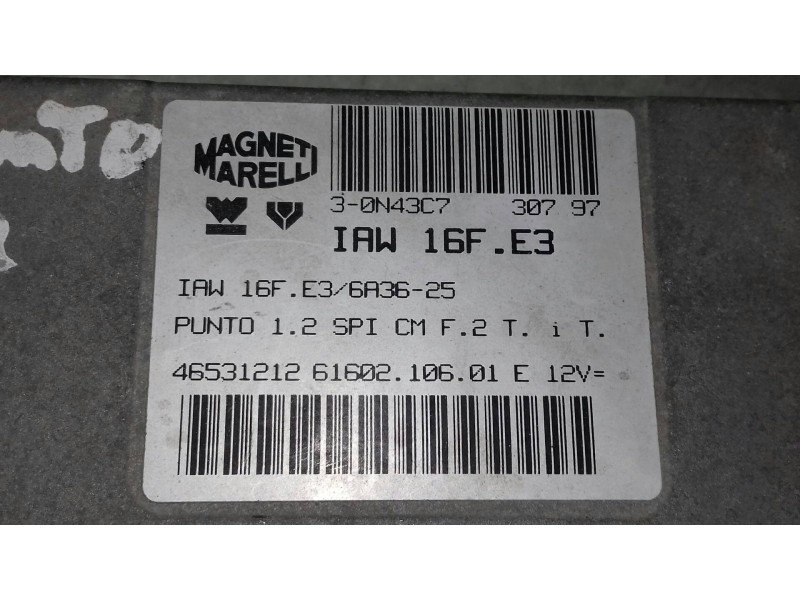 MAGNETI
MARELLI
3-0N43C7 307 97
IAW 16F.E3
IAW 16F.E3/6A36-25
PUNTO 1.2 SPI CM F.2 T. i T.
46531212 61602.106.01 E 12V=